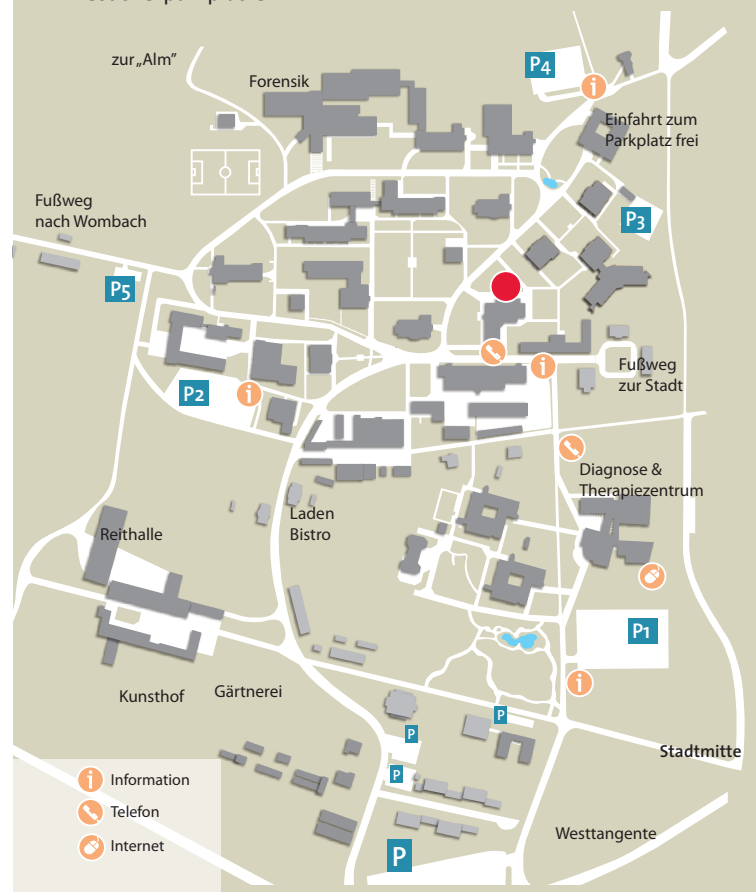 P4
zur „Alm”
Forensik
Einfahrt zum
Parkplatz frei
Fußweg
nach Wombach
P3
P5
Fußweg
zur Stadt
P2
Diagnose &
Therapiezentrum
Laden
Bistro
Reithalle
P1
Kunsthof
Gärtnerei
P
P
P
Stadtmitte
Information
Telefon
Internet
Westtangente
P